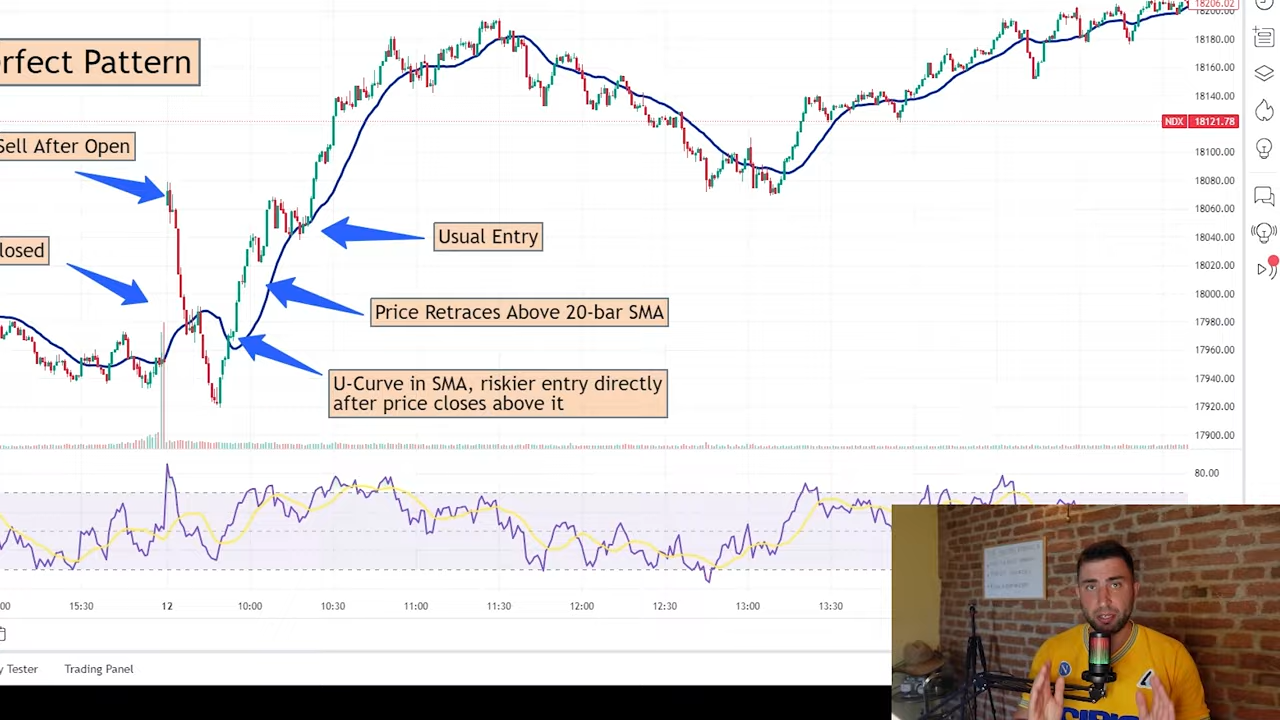 18206.02
18200.00
rfect Pattern
18180.00
18160.00
Sell After Open
18140.00
NDX 18121.78
18100.00
18080.00
18060.00
losed
Usual Entry
18040.00
18020.00
Price Retraces Above 20-bar SMA
18000.00
17980.00
17960.00
U-Curve in SMA, riskier entry directly
after price closes above it
17940.00
17920.00
17900.00
80.00
00
15:30
12
10:00
10:30
11:00
11:30
12:00
12:30
13:00
13:30
y Tester
Trading Panel